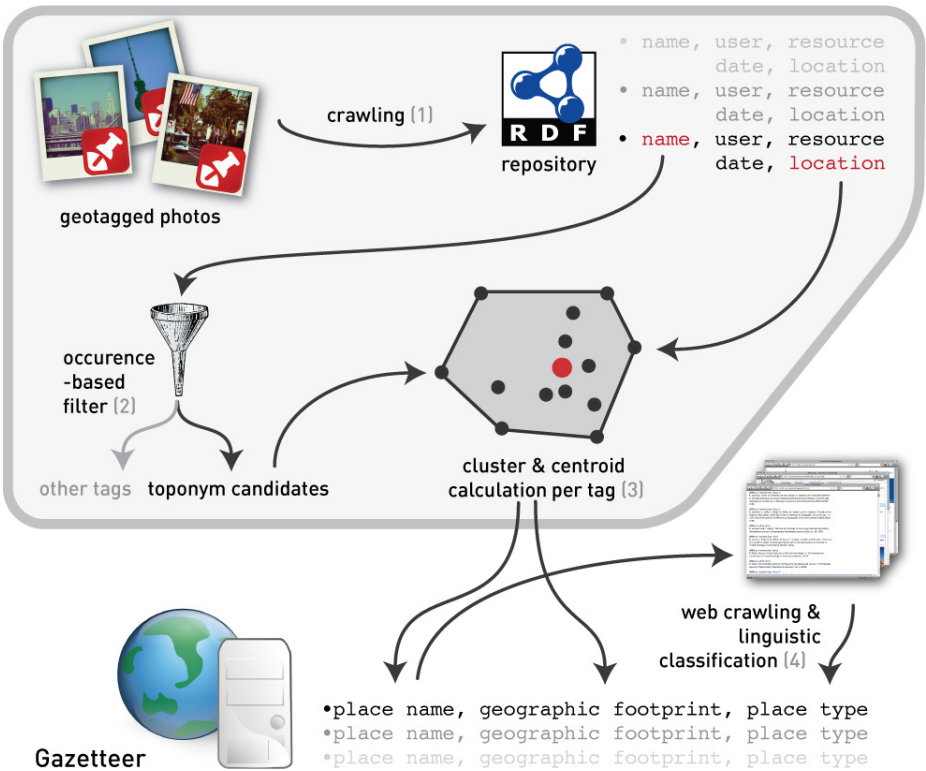 • name, user, resource
date, location
• name, user, resource
date, location
• name, user, resource
date, location
crawling (1)
RDF
repository
geotagged photos
occurence
-based
filter (2)
other tags
toponym candidates
cluster & centroid
calculation per tag (3)
web crawling &
linguistic
classification (4)
•place name, geographic footprint, place type
•place name, geographic footprint, place type
•place name, geographic footprint, place type
Gazetteer